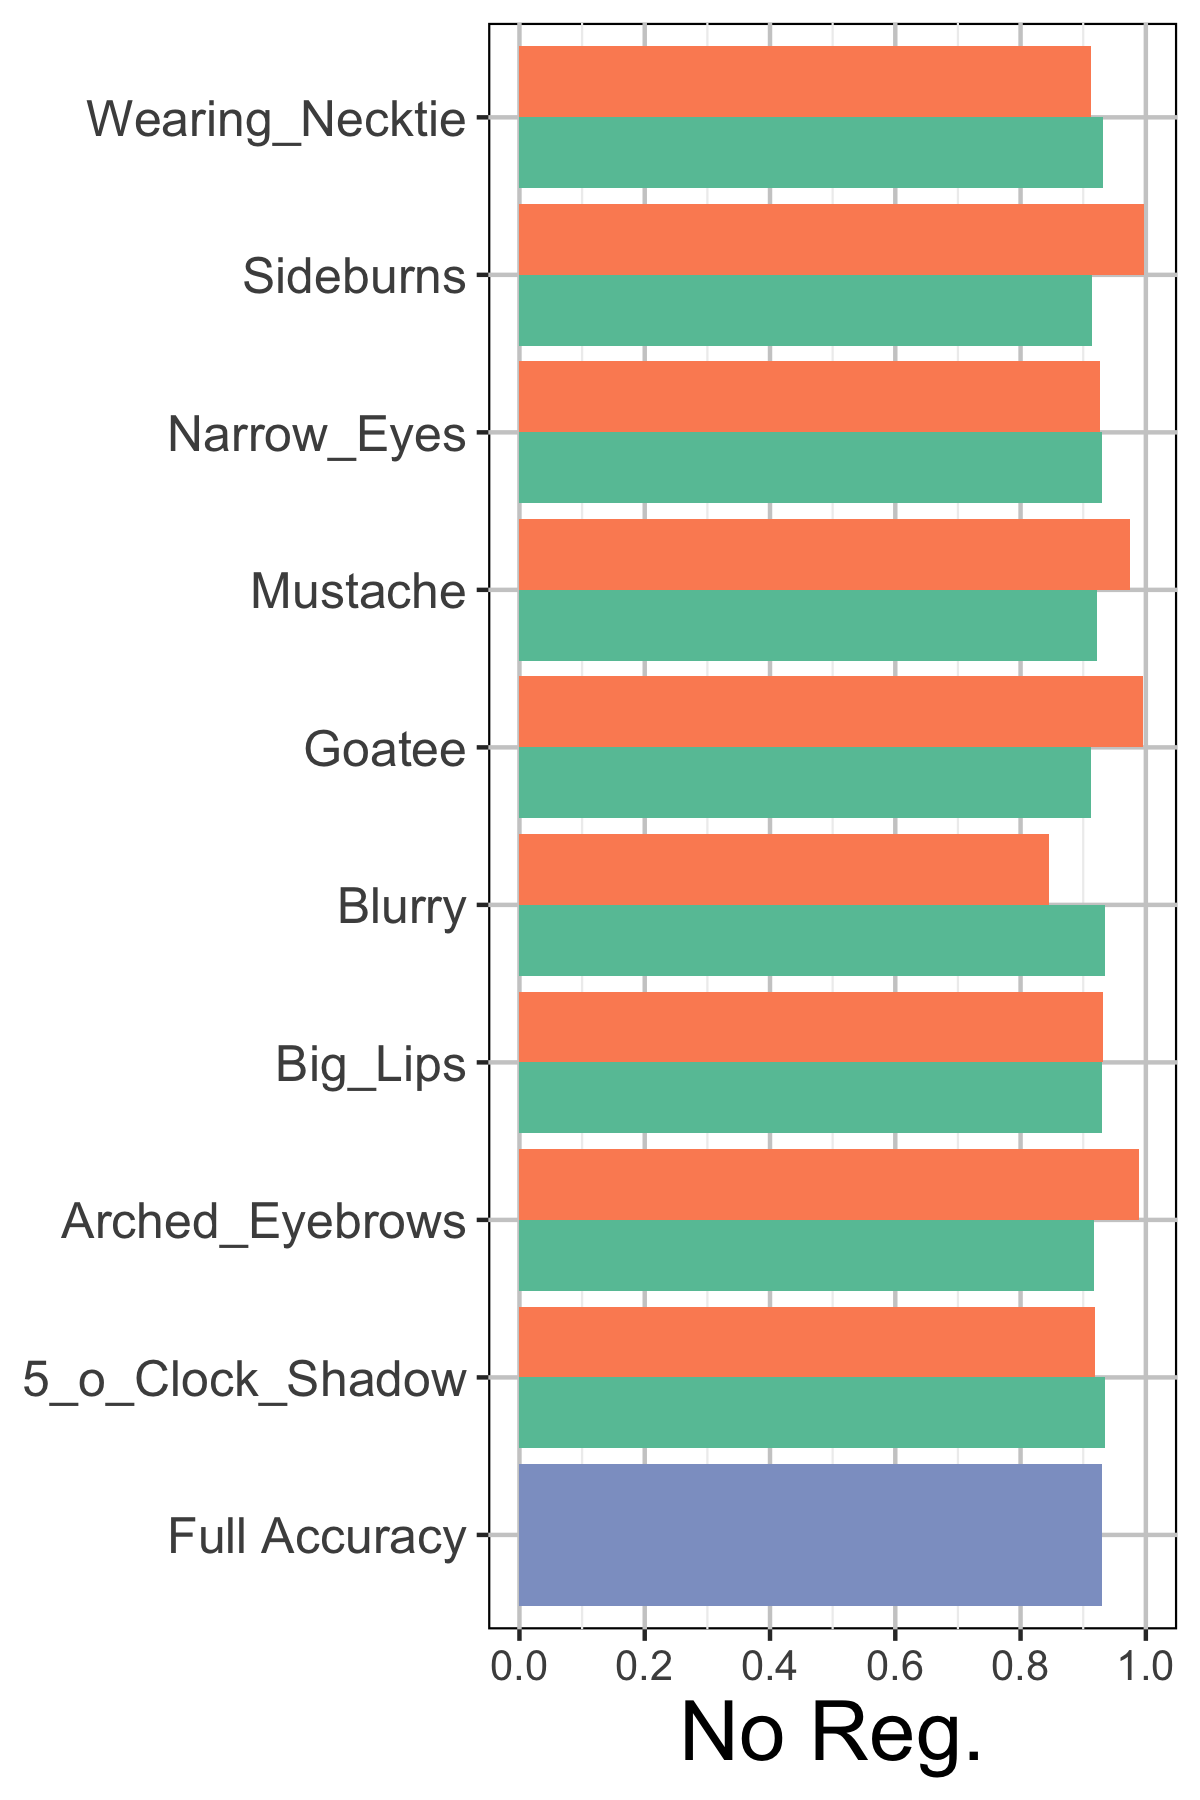 Wearing_Necktie
Sideburns
Narrow_Eyes
Mustache
Goatee
Blurry
Big_Lips
Arched_Eyebrows
5_o_Clock_Shadow
Full Accuracy
0.0 0.2 0.4 0.6 0.8 1.0
No Reg.